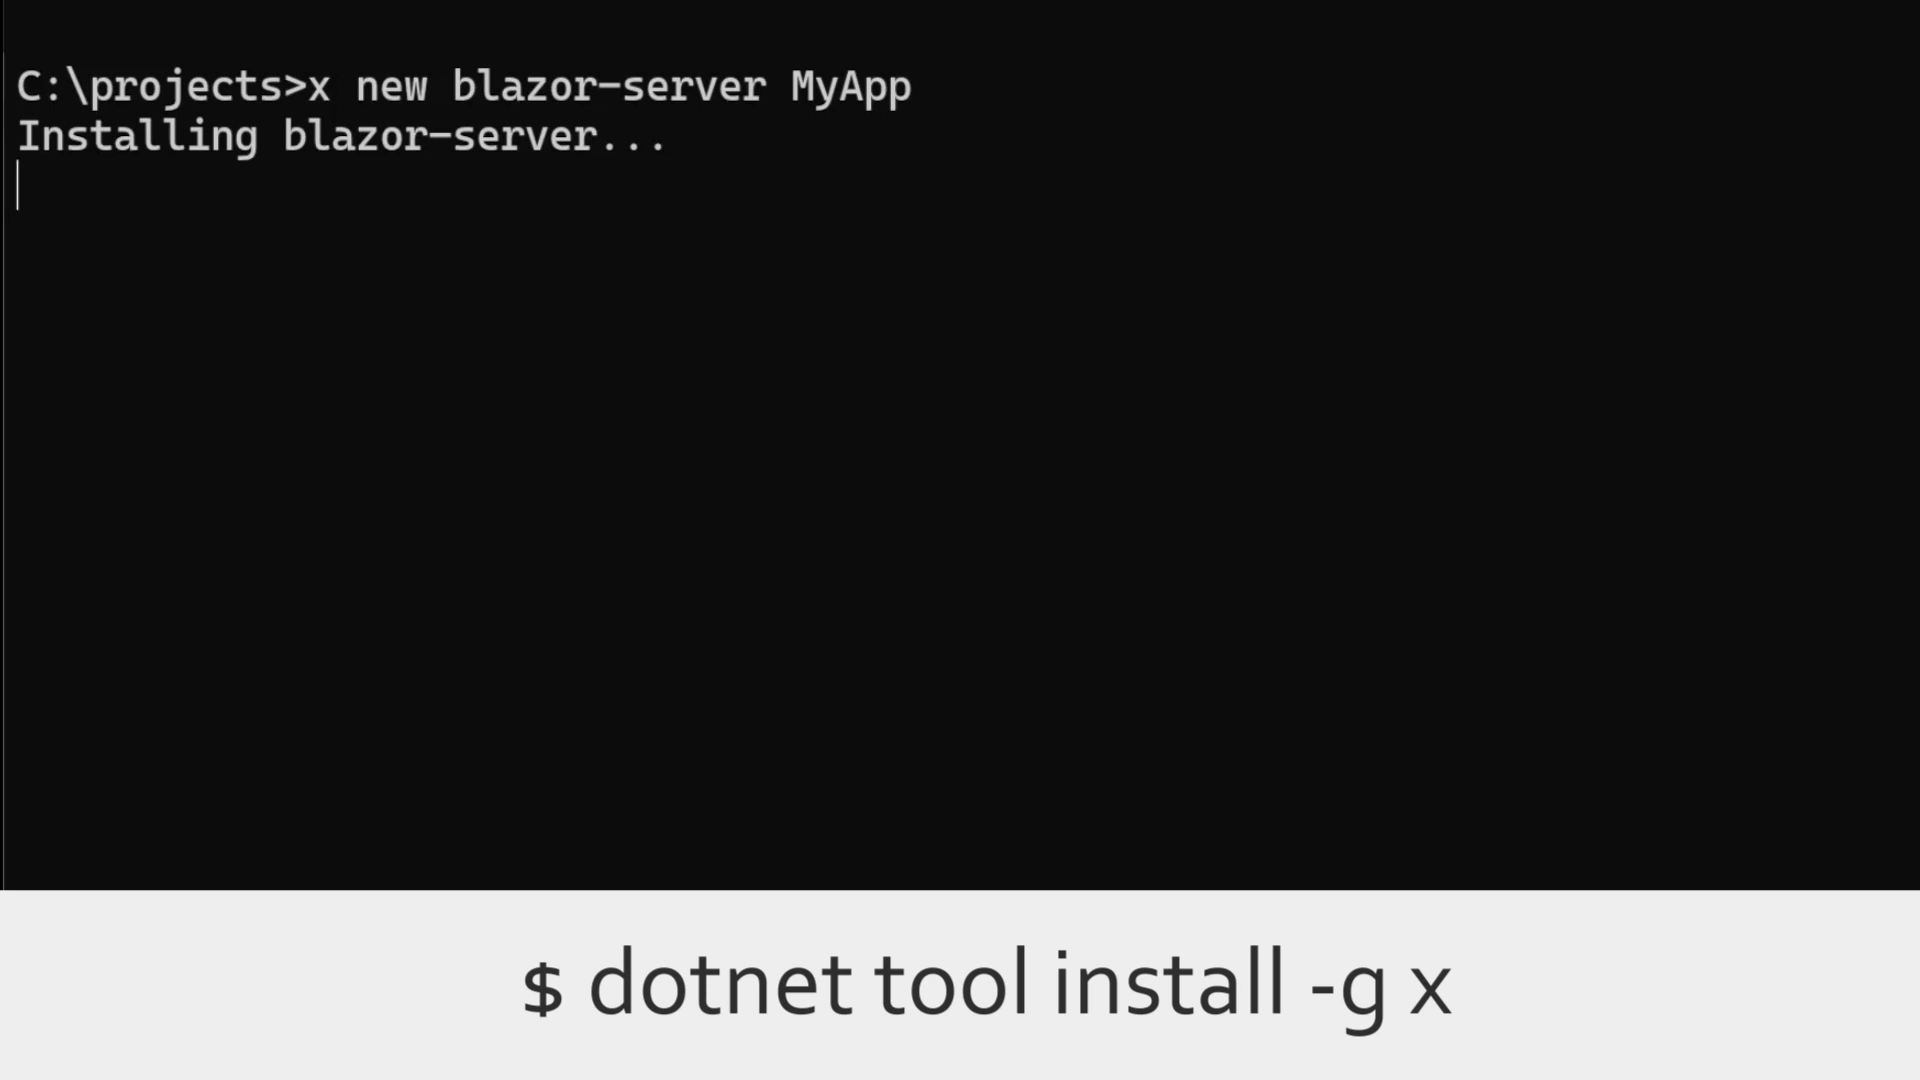 C:\projects>x new blazor-server MyApp
Installing blazor-server...
$ dotnet tool install -g x